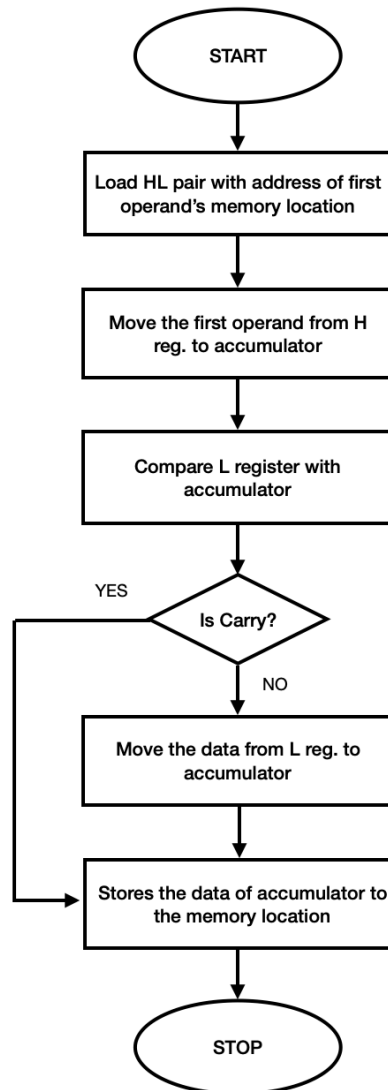 START
Load HL pair with address of first
operand's memory location
Move the first operand from H
reg. to accumulator
Compare L register with
accumulator
YES
Is Carry?
NO
Move the data from L reg. to
accumulator
Stores the data of accumulator to
the memory location
STOP